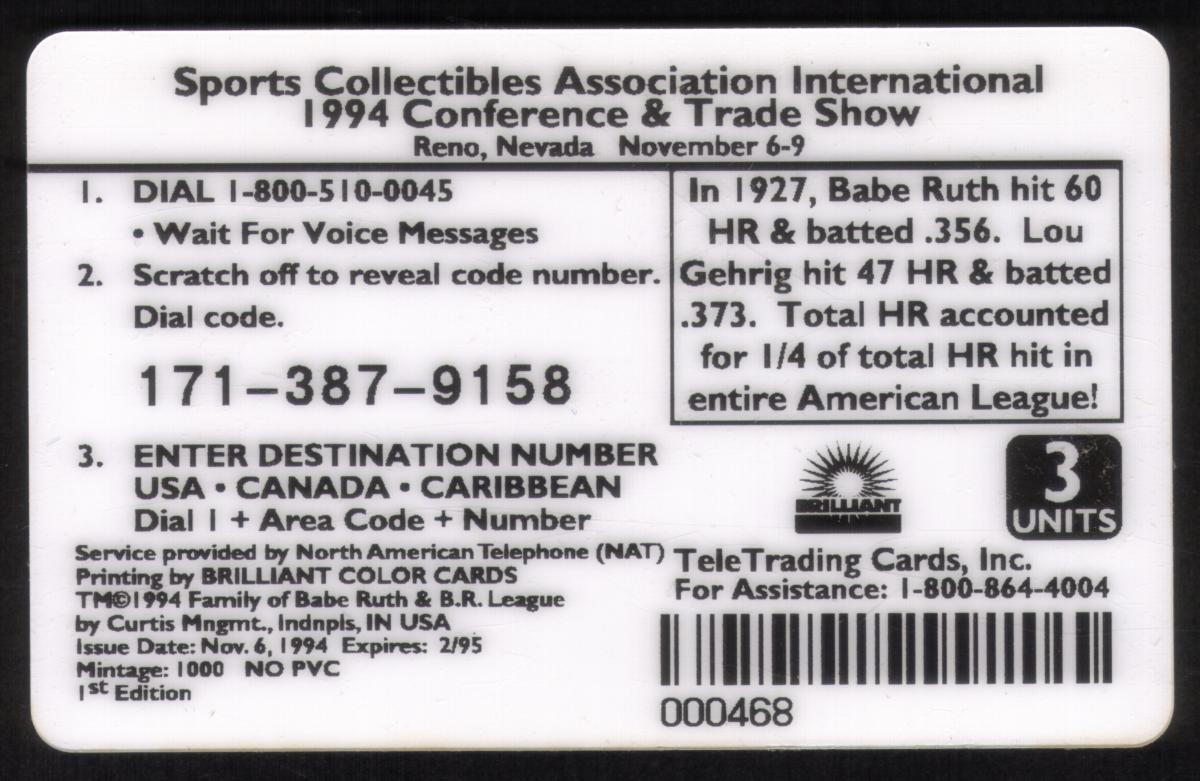 Sports Collectibles Association International
1994 Conference & Trade Show
Reno, Nevada November 6-9
1. DIAL 1-800-510-0045
• Wait For Voice Messages
2. Scratch off to reveal code number.
Dial code.
171-387-9158
3. ENTER DESTINATION NUMBER
USA • CANADA • CARIBBEAN
Dial 1 + Area Code + Number
In 1927, Babe Ruth hit 60
HR & batted .356. Lou
Gehrig hit 47 HR & batted
.373. Total HR accounted
for 1/4 of total HR hit in
entire American League!
BRILLIANT
3
UNITS
Service provided by North American Telephone (NAT)
Printing by BRILLIANT COLOR CARDS
TM©1994 Family of Babe Ruth & B.R. League
by Curtis Mngmt., Indnpls, IN USA
Issue Date: Nov. 6, 1994 Expires: 2/95
Mintage: 1000 NO PVC
1st Edition
TeleTrading Cards, Inc.
For Assistance: 1-800-864-4004
000468